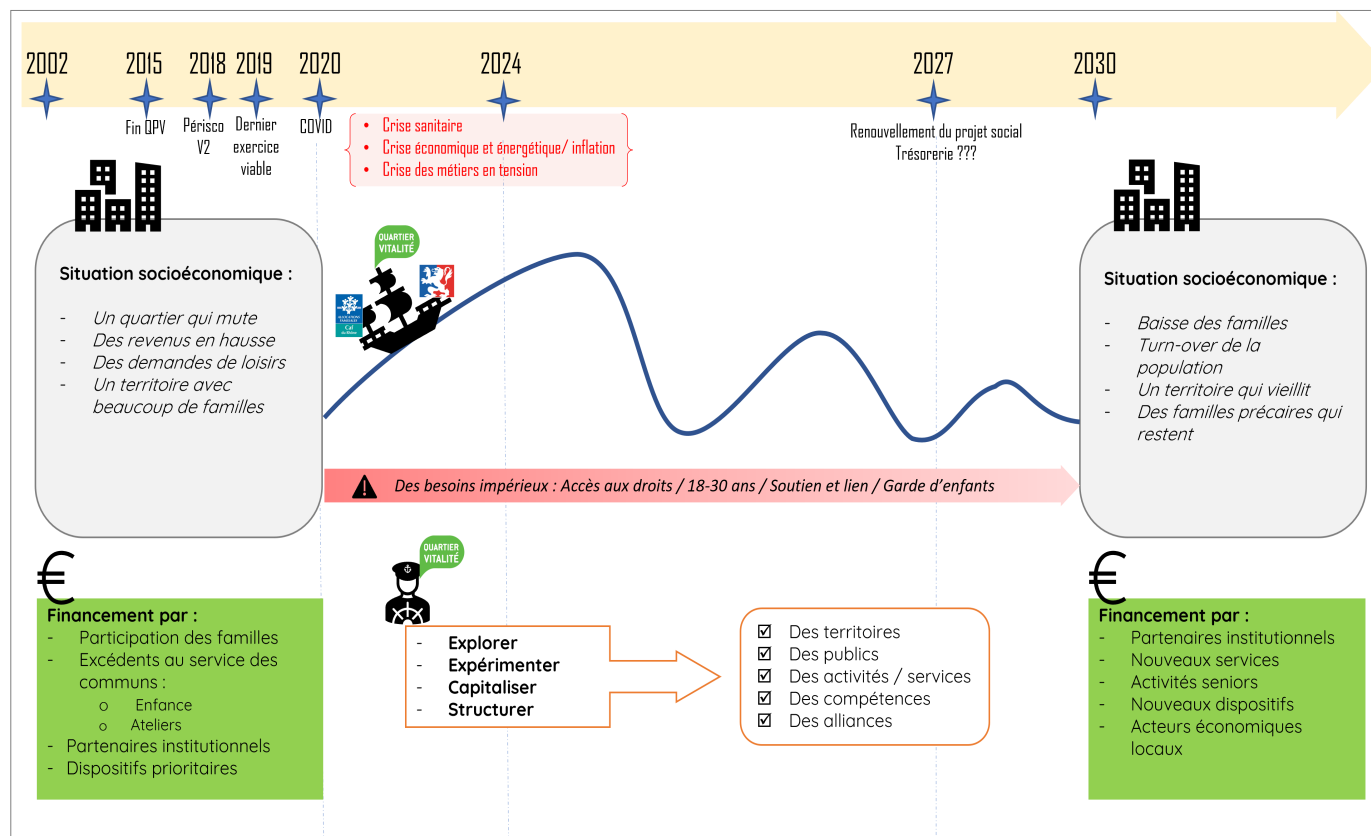 2002
2015
2018
2019
2020
2024
2027
2030
Fin QPV
Périsco
V2
Dernier
exercice
viable
COVID
• Crise sanitaire
• Crise économique et énergétique/ inflation
• Crise des métiers en tension
Renouvellement du projet social
Trésorerie ???
Situation socioéconomique :
- Un quartier qui mute
- Des revenus en hausse
- Des demandes de loisirs
- Un territoire avec
beaucoup de familles
QUARTIER
VITALITÉ
ALLOCATIONS
FAMILIALES
Caf
du Rhône
Situation socioéconomique :
- Baisse des familles
- Turn-over de la
population
- Un territoire qui vieillit
- Des familles précaires qui
restent
Des besoins impérieux : Accès aux droits / 18-30 ans / Soutien et lien / Garde d'enfants
€
Financement par :
- Participation des familles
- Excédents au service des
communs :
o Enfance
o Ateliers
- Partenaires institutionnels
- Dispositifs prioritaires
QUARTIER
VITALITÉ
- Explorer
- Expérimenter
- Capitaliser
- Structurer
☑ Des territoires
☑ Des publics
☑ Des activités / services
☑ Des compétences
☑ Des alliances
€
Financement par :
- Partenaires institutionnels
- Nouveaux services
- Activités seniors
- Nouveaux dispositifs
- Acteurs économiques
locaux